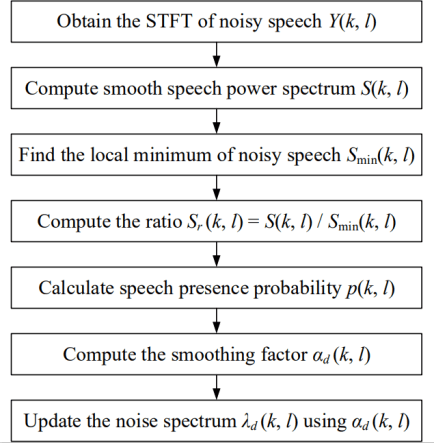 Obtain the STFT of noisy speech Y(k, l)
Compute smooth speech power spectrum S(k, l)
Find the local minimum of noisy speech Smin(k, l)
Compute the ratio Sr (k, l) = S(k, l) / Smin(k, l)
Calculate speech presence probability p(k, l)
Compute the smoothing factor αd (k, l)
Update the noise spectrum λd (k, l) using αd (k, l)